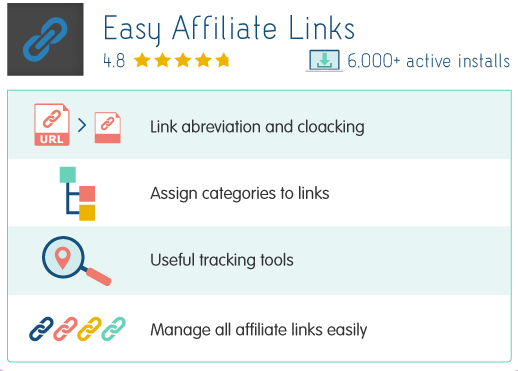 Easy Affiliate Links
4.8
6,000+ active installs
URL
Link abreviation and cloacking
Assign categories to links
Useful tracking tools
Manage all affiliate links easily